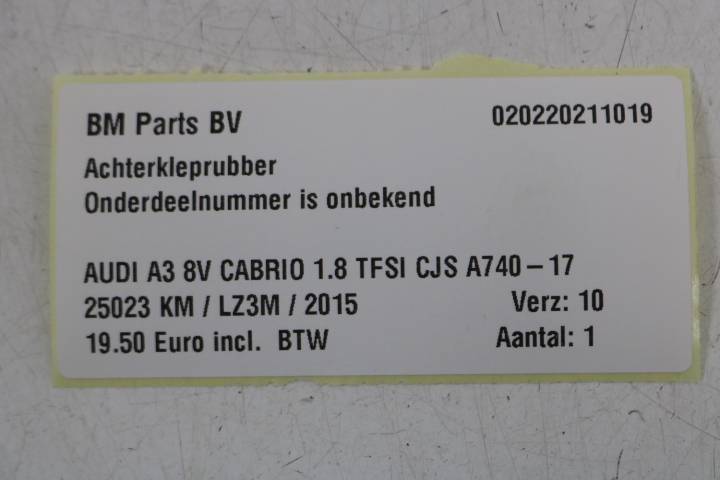 BM Parts BV 020220211019
Achterkleprubber
Onderdeelnummer is onbekend
AUDI A3 8V CABRIO 1.8 TFSI CJS A740-17
25023 KM / LZ3M / 2015 Verz: 10
19.50 Euro incl. BTW Aantal: 1